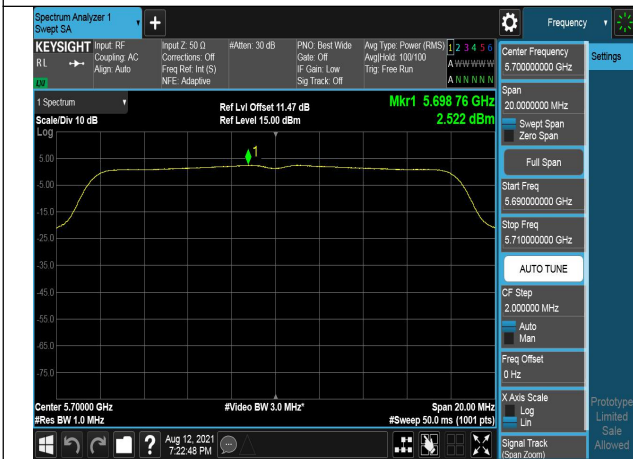 Spectrum Analyzer 1
Swept SA
Frequency
KEYSIGHT
RL
LXI
Input: RF
Coupling: AC
Align: Auto
Input Z: 50 Ω
Corrections: Off
Freq Ref: Int (S)
NFE: Adaptive
#Atten: 30 dB
PNO: Best Wide
Gate: Off
IF Gain: Low
Sig Track: Off
Avg Type: Power (RMS)
Avg|Hold: 100/100
Trig: Free Run
1 2 3 4 5 6
A WW WW W
A N N N N N
Center Frequency
5.700000000 GHz
Settings
Span
20.0000000 MHz
Swept Span
Zero Span
Full Span
Start Freq
5.690000000 GHz
Stop Freq
5.710000000 GHz
AUTO TUNE
CF Step
2.000000 MHz
Auto
Man
Freq Offset
0 Hz
X Axis Scale
Log
Lin
Signal Track
(Span Zoom)
Prototype
Limited
Sale
Allowed
1 Spectrum
Scale/Div 10 dB
Ref Lvl Offset 11.47 dB
Ref Level 15.00 dBm
Mkr1 5.698 76 GHz
2.522 dBm
Log
1
5.00
-5.00
-15.0
-25.0
-35.0
-45.0
-55.0
-65.0
-75.0
Center 5.70000 GHz
#Res BW 1.0 MHz
#Video BW 3.0 MHz*
Span 20.00 MHz
#Sweep 50.0 ms (1001 pts)
?
Aug 12, 2021
7:22:48 PM